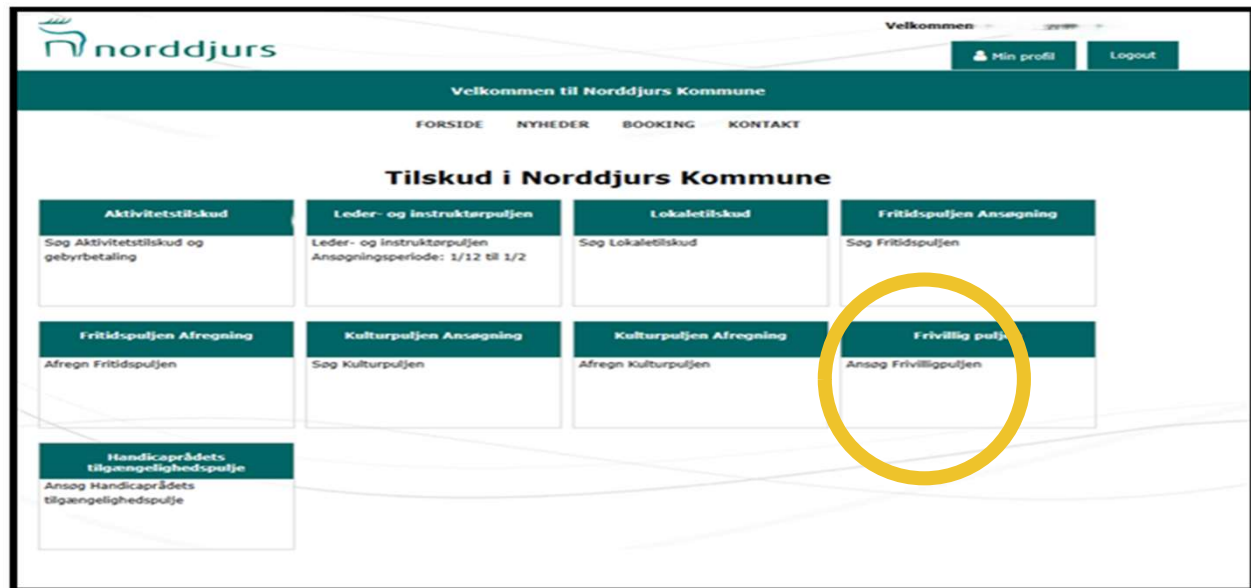 norddjurs
Velkommen
Min profil
Logout
Velkommen til Norddjurs Kommune
FORSIDE NYHEDER BOOKING KONTAKT
Tilskud i Norddjurs Kommune
Aktivitetstilskud
Søg Aktivitetstilskud og
gebyrbetaling
Leder- og instruktørpuljen
Leder- og instruktørpuljen
Ansøgningsperiode: 1/12 til 1/2
Lokaletilskud
Søg Lokaletilskud
Fritidspuljen Ansøgning
Søg Fritidspuljen
Fritidspuljen Afregning
Afregn Fritidspuljen
Kulturpuljen Ansøgning
Søg Kulturpuljen
Kulturpuljen Afregning
Afregn Kulturpuljen
Frivillig pulje
Ansøg Frivilligpuljen
Handicaprådets
tilgængelighedspulje
Ansøg Handicaprådets
tilgængelighedspulje